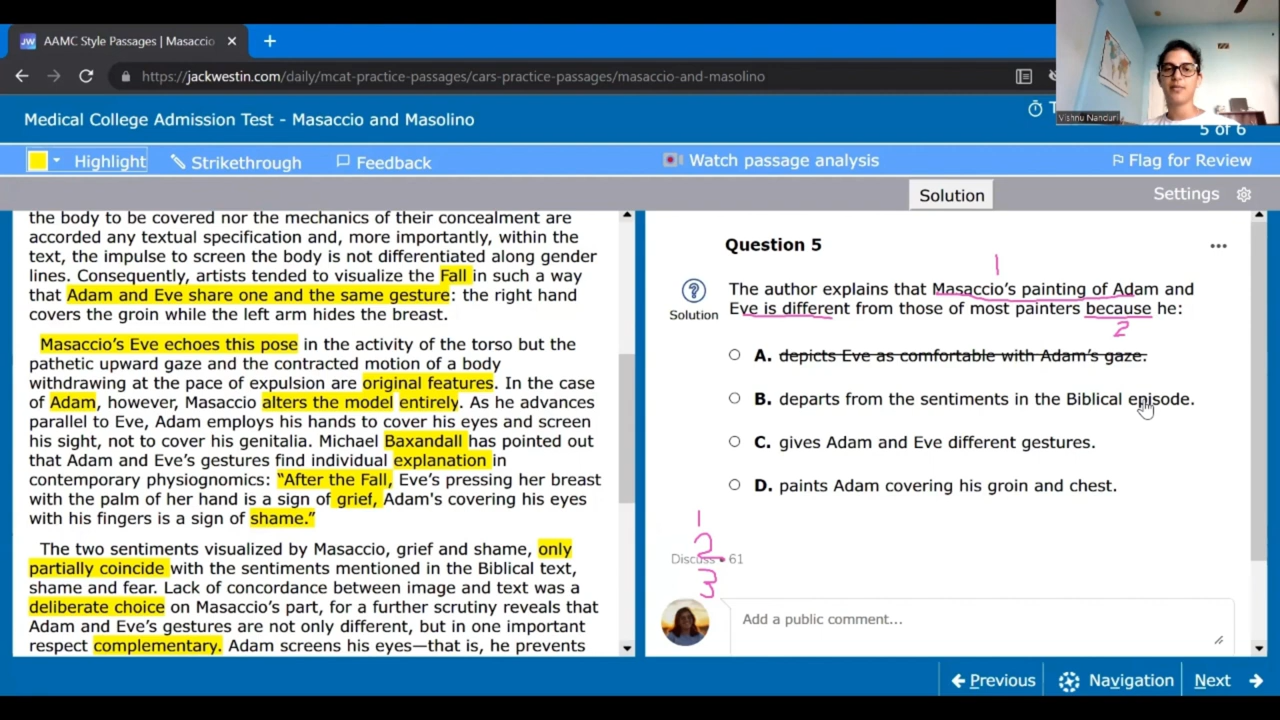 AAMC Style Passages | Masaccio
https://jackwestin.com/daily/mcat-practice-passages/cars-practice-passages/masaccio-and-masolino
Vishnu Nanduri
Medical College Admission Test - Masaccio and Masolino
5 of 6
Highlight
Strikethrough
Feedback
Watch passage analysis
Flag for Review
Solution
Settings
the body to be covered nor the mechanics of their concealment are
accorded any textual specification and, more importantly, within the
text, the impulse to screen the body is not differentiated along gender
lines. Consequently, artists tended to visualize the Fall in such a way
that Adam and Eve share one and the same gesture: the right hand
covers the groin while the left arm hides the breast.
Masaccio's Eve echoes this pose in the activity of the torso but the
pathetic upward gaze and the contracted motion of a body
withdrawing at the pace of expulsion are original features. In the case
of Adam, however, Masaccio alters the model entirely. As he advances
parallel to Eve, Adam employs his hands to cover his eyes and screen
his sight, not to cover his genitalia. Michael Baxandall has pointed out
that Adam and Eve's gestures find individual explanation in
contemporary physiognomics: “After the Fall, Eve's pressing her breast
with the palm of her hand is a sign of grief, Adam's covering his eyes
with his fingers is a sign of shame.”
The two sentiments visualized by Masaccio, grief and shame, only
partially coincide with the sentiments mentioned in the Biblical text,
shame and fear. Lack of concordance between image and text was a
deliberate choice on Masaccio's part, for a further scrutiny reveals that
Adam and Eve's gestures are not only different, but in one important
respect complementary. Adam screens his eyes—that is, he prevents
Question 5
1
Solution
The author explains that Masaccio's painting of Adam and
Eve is different from those of most painters because he:
2
A. depicts Eve as comfortable with Adam's gaze.
B. departs from the sentiments in the Biblical episode.
C. gives Adam and Eve different gestures.
D. paints Adam covering his groin and chest.
1
2
Discuss • 61
3
Add a public comment...
Previous
Navigation
Next